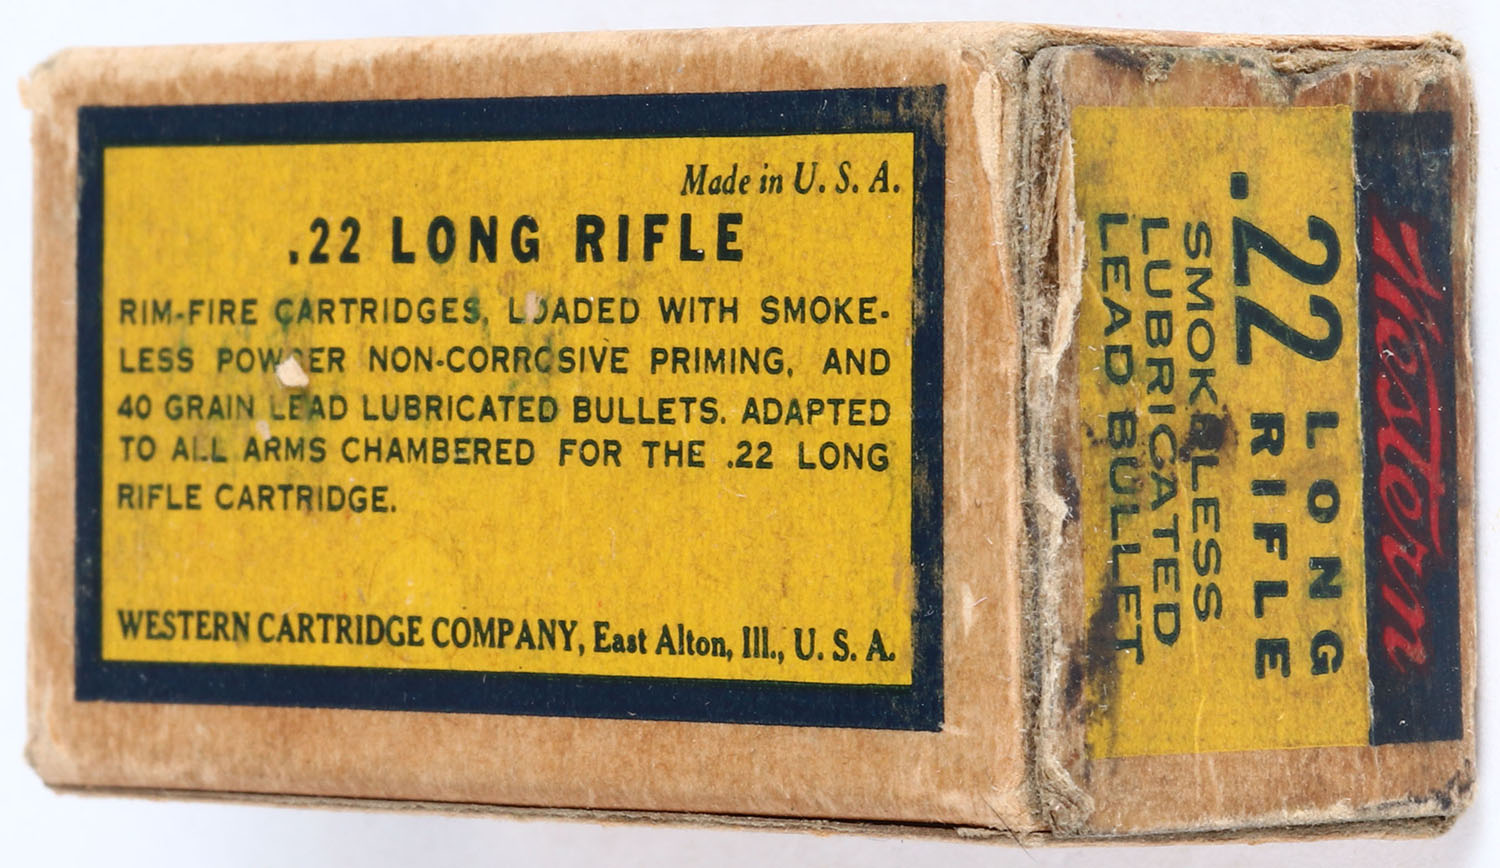 Made in U. S. A.
.22 LONG RIFLE
RIM-FIRE CARTRIDGES, LOADED WITH SMOKE-
LESS POWDER NON-CORROSIVE PRIMING, AND
40 GRAIN LEAD LUBRICATED BULLETS. ADAPTED
TO ALL ARMS CHAMBERED FOR THE .22 LONG
RIFLE CARTRIDGE.
WESTERN CARTRIDGE COMPANY, East Alton, Ill., U. S. A.
Western
.22 LONG
RIFLE
SMOKELESS
LUBRICATED
LEAD BULLET